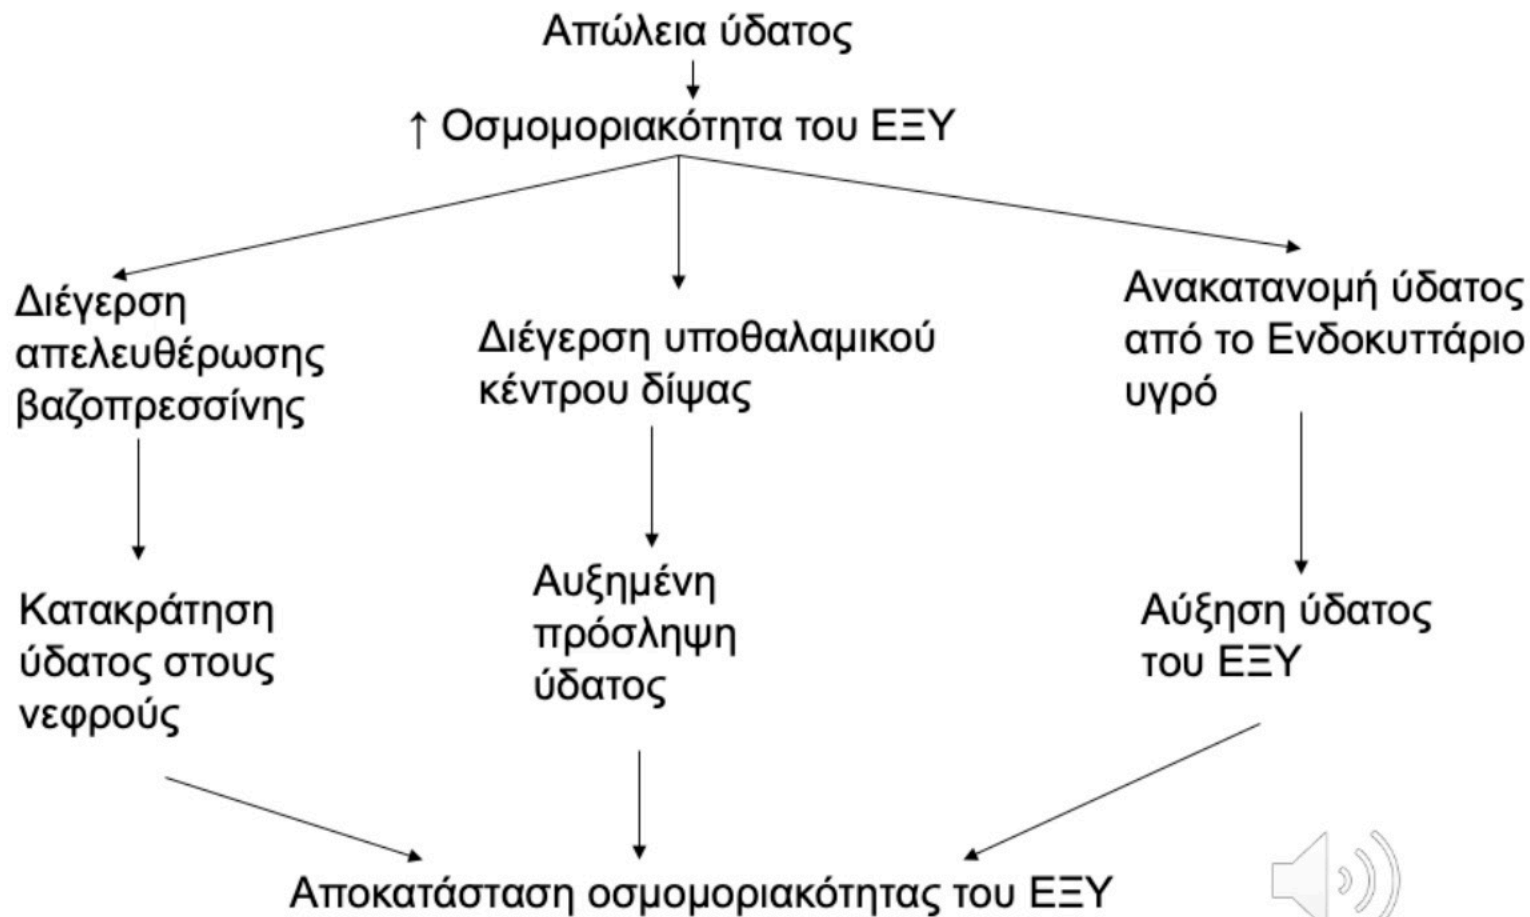 Απώλεια ύδατος
↑ Οσμομοριακότητα του ΕΞΥ
Διέγερση
απελευθέρωσης
βαζοπρεσσίνης
Διέγερση υποθαλαμικού
κέντρου δίψας
Ανακατανομή ύδατος
από το Ενδοκυττάριο
υγρό
Κατακράτηση
ύδατος στους
νεφρούς
Αυξημένη
πρόσληψη
ύδατος
Αύξηση ύδατος
του ΕΞΥ
Αποκατάσταση οσμομοριακότητας του ΕΞΥ